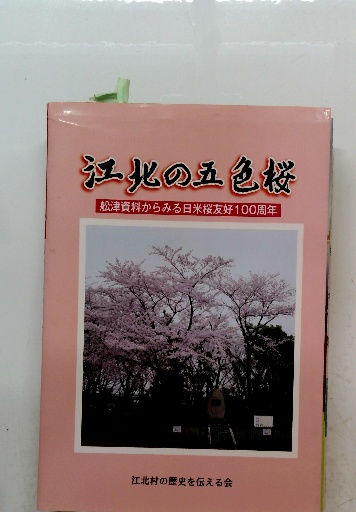 江北の五色桜
舩津資料からみる日米桜友好100周年
江北村の歴史を伝える会